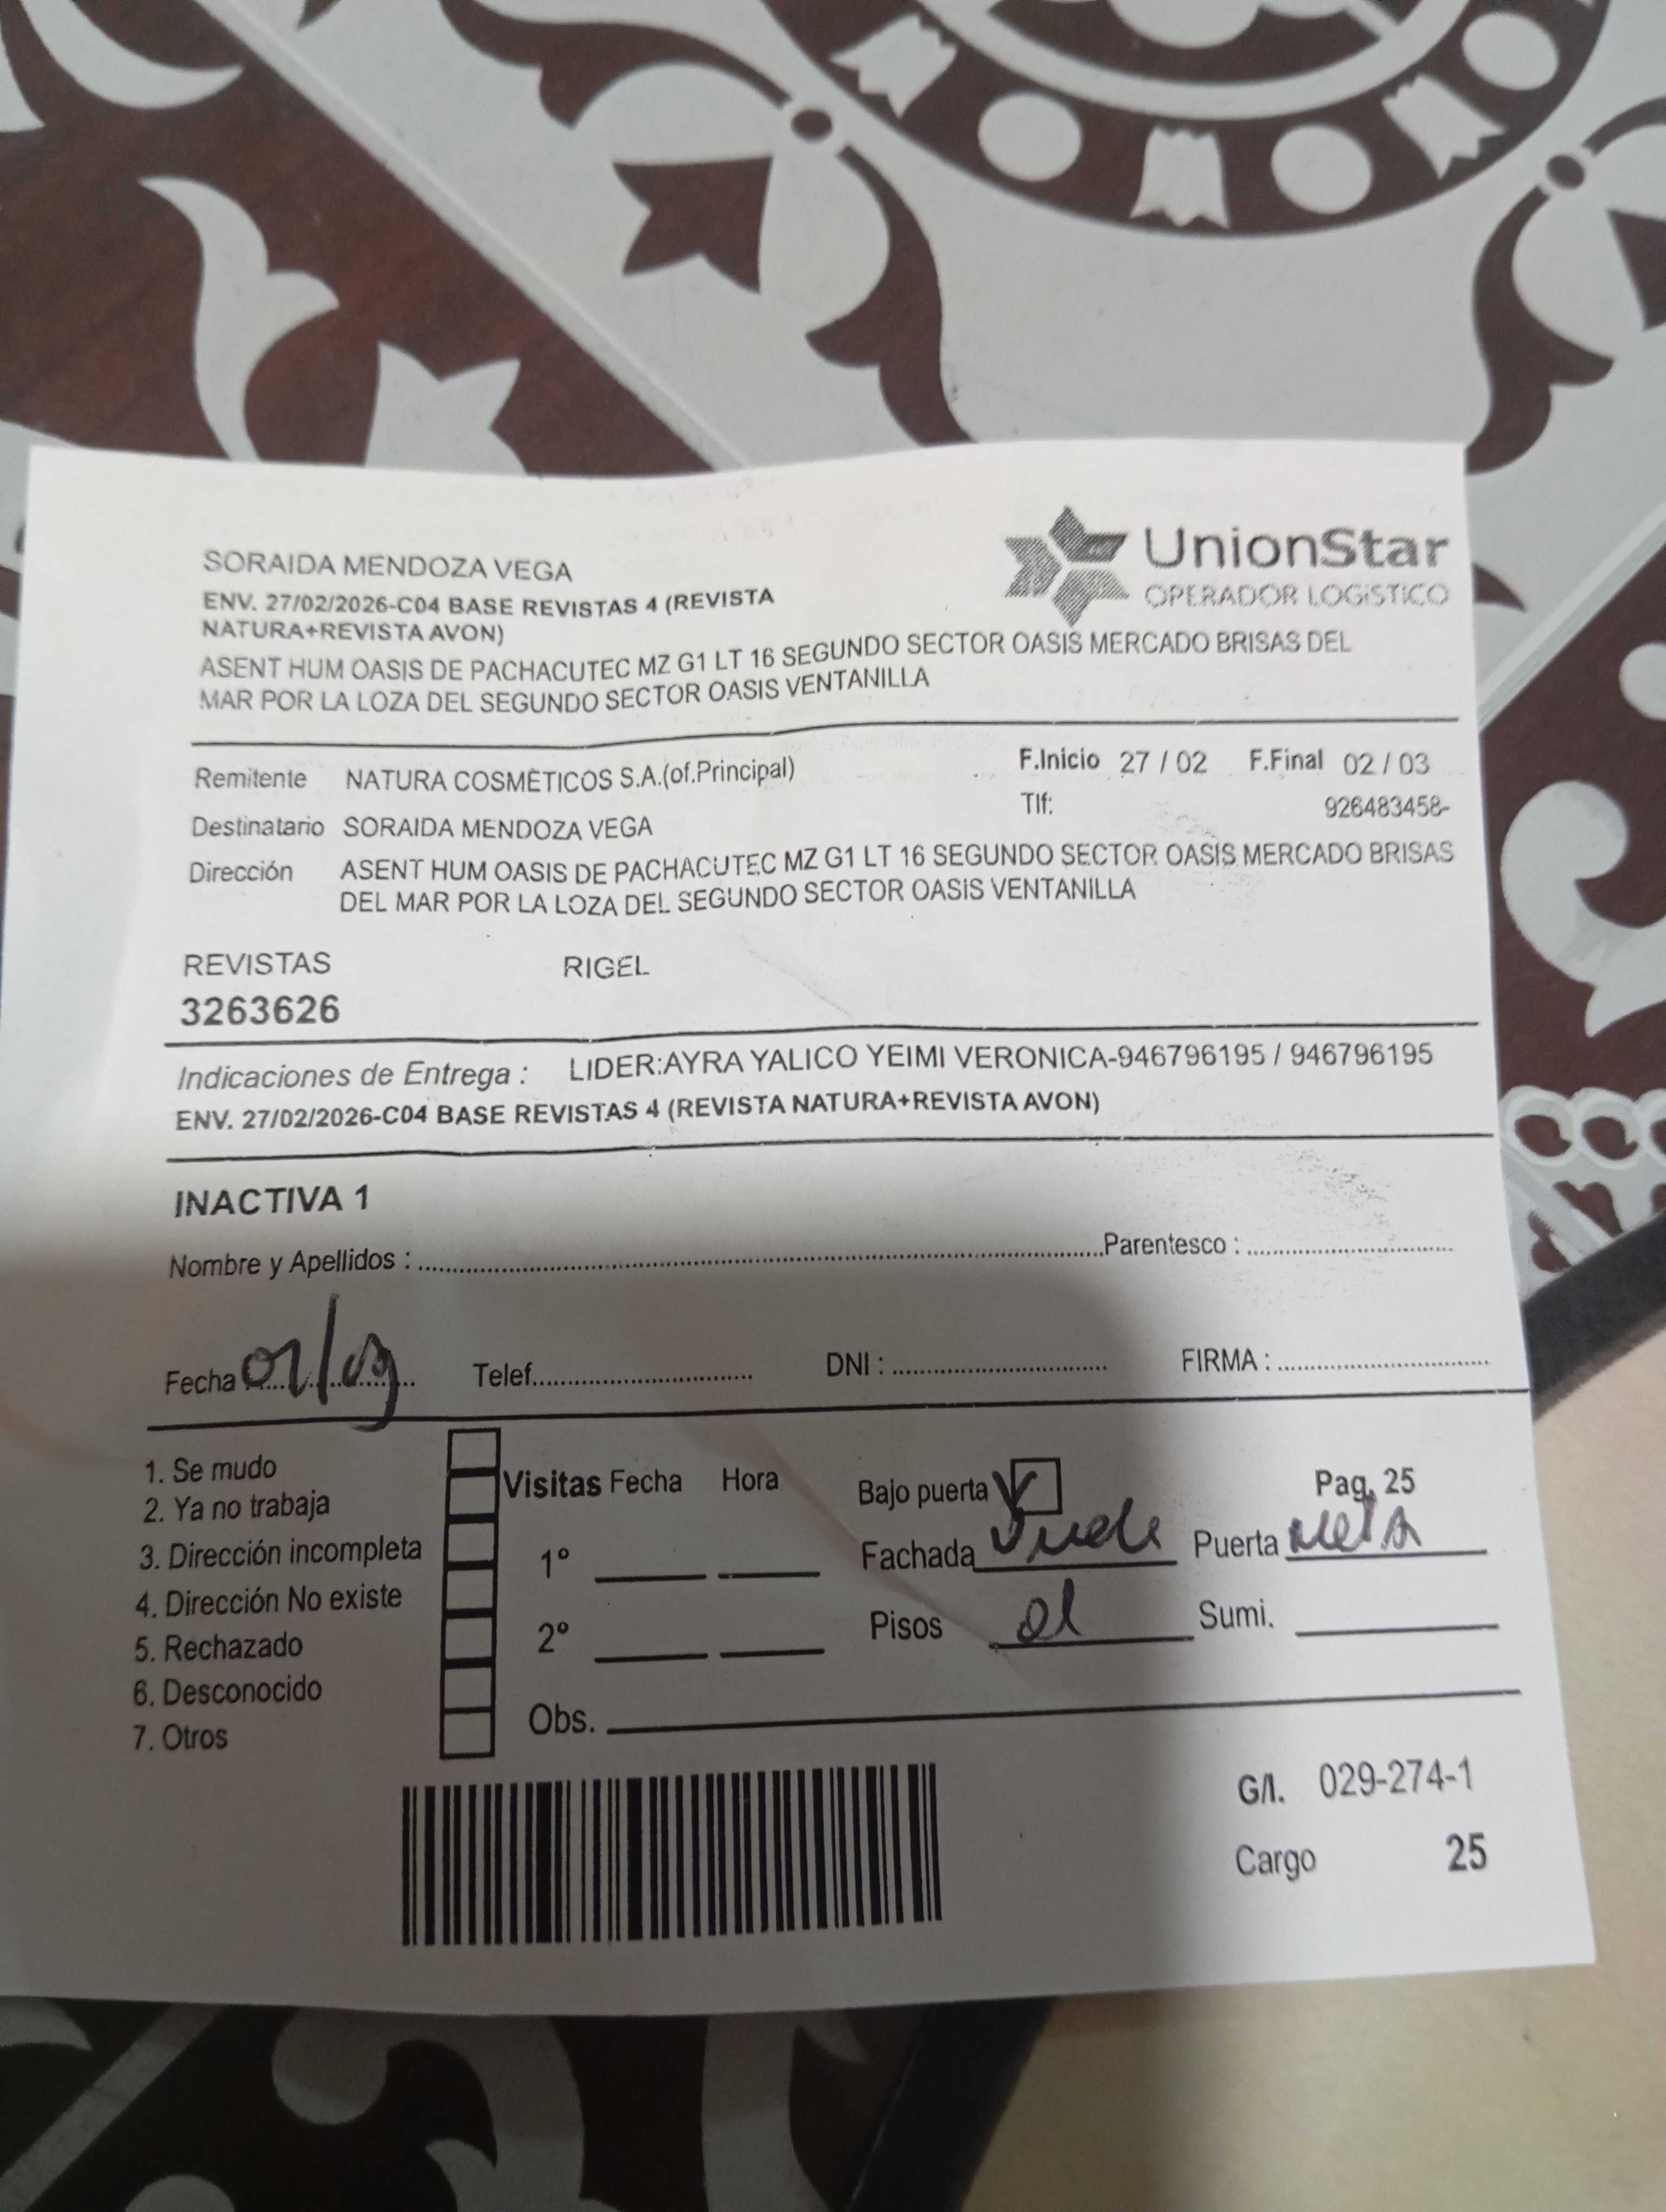 SORAIDA MENDOZA VEGA
ENV. 27/02/2026-C04 BASE REVISTAS 4 (REVISTA
NATURA+REVISTA AVON)
ASENT HUM OASIS DE PACHACUTEC MZ G1 LT 16 SEGUNDO SECTOR OASIS MERCADO BRISAS DEL
MAR POR LA LOZA DEL SEGUNDO SECTOR OASIS VENTANILLA
UnionStar
OPERADOR LOGÍSTICO
Remitente NATURA COSMÈTICOS S.A.(of.Principal)
F.Inicio 27 / 02 F.Final 02 / 03
Tlf: 926483458-
Destinatario SORAIDA MENDOZA VEGA
Dirección ASENT HUM OASIS DE PACHACUTEC MZ G1 LT 16 SEGUNDO SECTOR OASIS MERCADO BRISAS
DEL MAR POR LA LOZA DEL SEGUNDO SECTOR OASIS VENTANILLA
REVISTAS RIGEL
3263626
Indicaciones de Entrega : LIDER:AYRA YALICO YEIMI VERONICA-946796195 / 946796195
ENV. 27/02/2026-C04 BASE REVISTAS 4 (REVISTA NATURA+REVISTA AVON)
INACTIVA 1
Nombre y Apellidos : Parentesco :
Fecha Telef. DNI : FIRMA :
1. Se mudo
2. Ya no trabaja
3. Dirección incompleta
4. Dirección No existe
5. Rechazado
6. Desconocido
7. Otros
Visitas Fecha Hora
1°
2°
Obs.
Bajo puerta
Pag. 25
Fachada Puerta
Pisos Sumi.
G/I. 029-274-1
Cargo 25